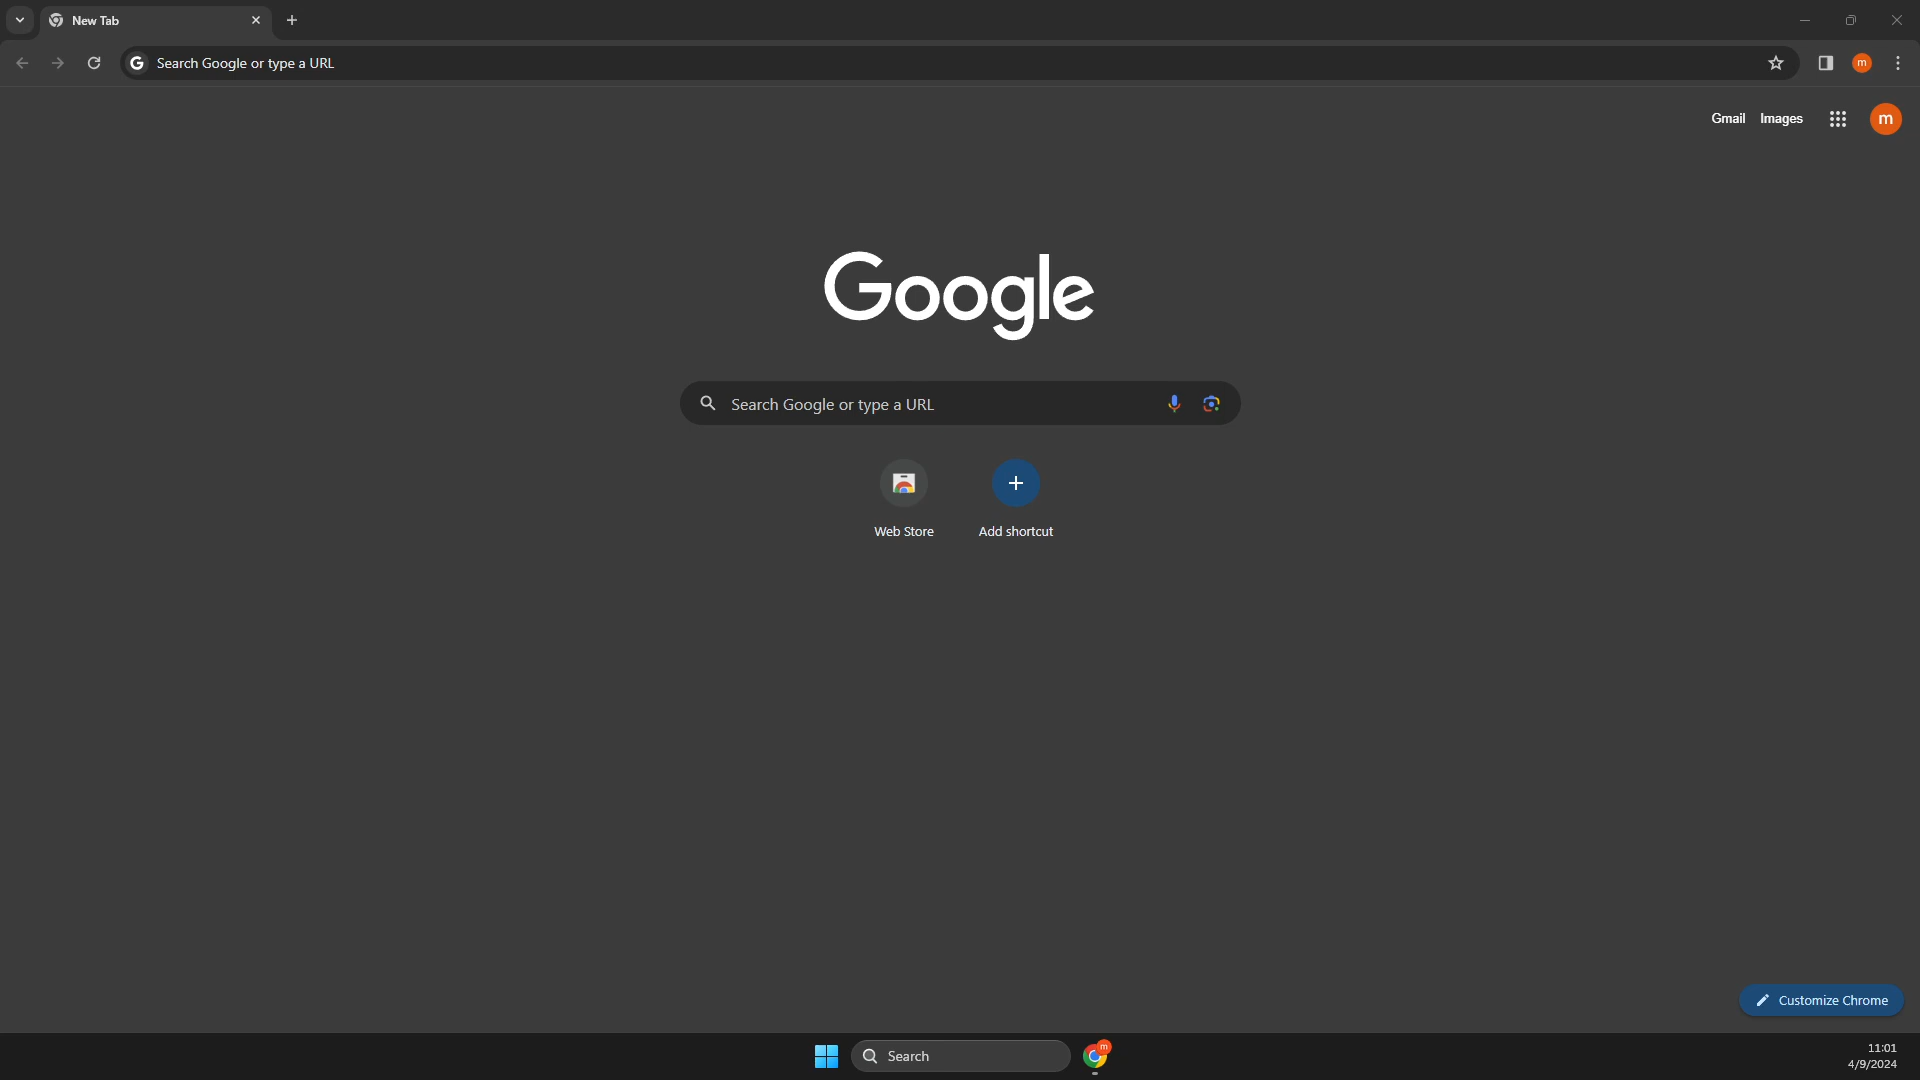 New Tab
Search Google or type a URL
m
Gmail Images m
Google
Search Google or type a URL
Web Store Add shortcut
Customize Chrome
Search m
11:01
4/9/2024